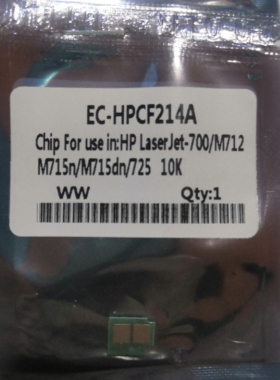 EC-HPCF214A
Chip For use in:HP LaserJet-700/M712
M715n/M715dn/725 10K
WW Qty:1